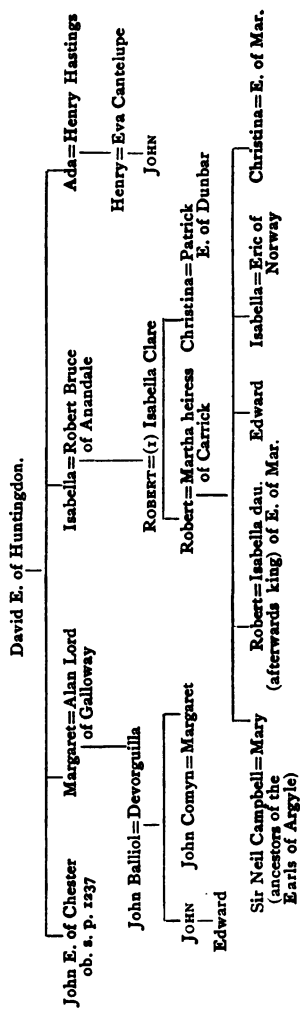 David E. of Huntingdon.
John E. of Chester
ob. s. p. 1237
Margaret=Alan Lord
of Galloway
Isabella=Robert Bruce
of Anandale
Ada=Henry Hastings
John Balliol=Devorguilla
ROBERT=(1) Isabella Clare
Henry=Eva Cantelupe
JOHN
Edward
John Comyn=Margaret
Robert=Martha heiress
of Carrick
Christina=Patrick
E. of Dunbar
JOHN
Sir Neil Campbell=Mary
(ancestors of the
Earls of Argyle)
Robert=Isabella dau.
(afterwards king) of E. of Mar.
Edward
Isabella=Eric of
Norway
Christina=E. of Mar.